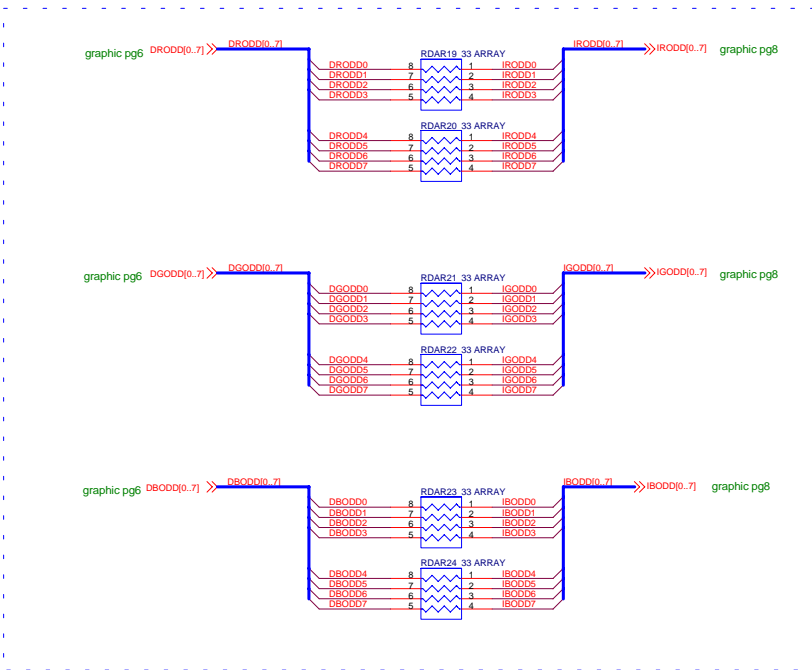 graphic pg6 DRODD[0..7] DRODD[0..7] IRODD[0..7] IRODD[0..7] graphic pg8
RDAR19 33 ARRAY
DRODD0 8 1 IRODD0
DRODD1 7 2 IRODD1
DRODD2 6 3 IRODD2
DRODD3 5 4 IRODD3
RDAR20 33 ARRAY
DRODD4 8 1 IRODD4
DRODD5 7 2 IRODD5
DRODD6 6 3 IRODD6
DRODD7 5 4 IRODD7
graphic pg6 DGODD[0..7] DGODD[0..7] IGODD[0..7] IGODD[0..7] graphic pg8
RDAR21 33 ARRAY
DGODD0 8 1 IGODD0
DGODD1 7 2 IGODD1
DGODD2 6 3 IGODD2
DGODD3 5 4 IGODD3
RDAR22 33 ARRAY
DGODD4 8 1 IGODD4
DGODD5 7 2 IGODD5
DGODD6 6 3 IGODD6
DGODD7 5 4 IGODD7
graphic pg6 DBODD[0..7] DBODD[0..7] IBODD[0..7] IBODD[0..7] graphic pg8
RDAR23 33 ARRAY
DBODD0 8 1 IBODD0
DBODD1 7 2 IBODD1
DBODD2 6 3 IBODD2
DBODD3 5 4 IBODD3
RDAR24 33 ARRAY
DBODD4 8 1 IBODD4
DBODD5 7 2 IBODD5
DBODD6 6 3 IBODD6
DBODD7 5 4 IBODD7